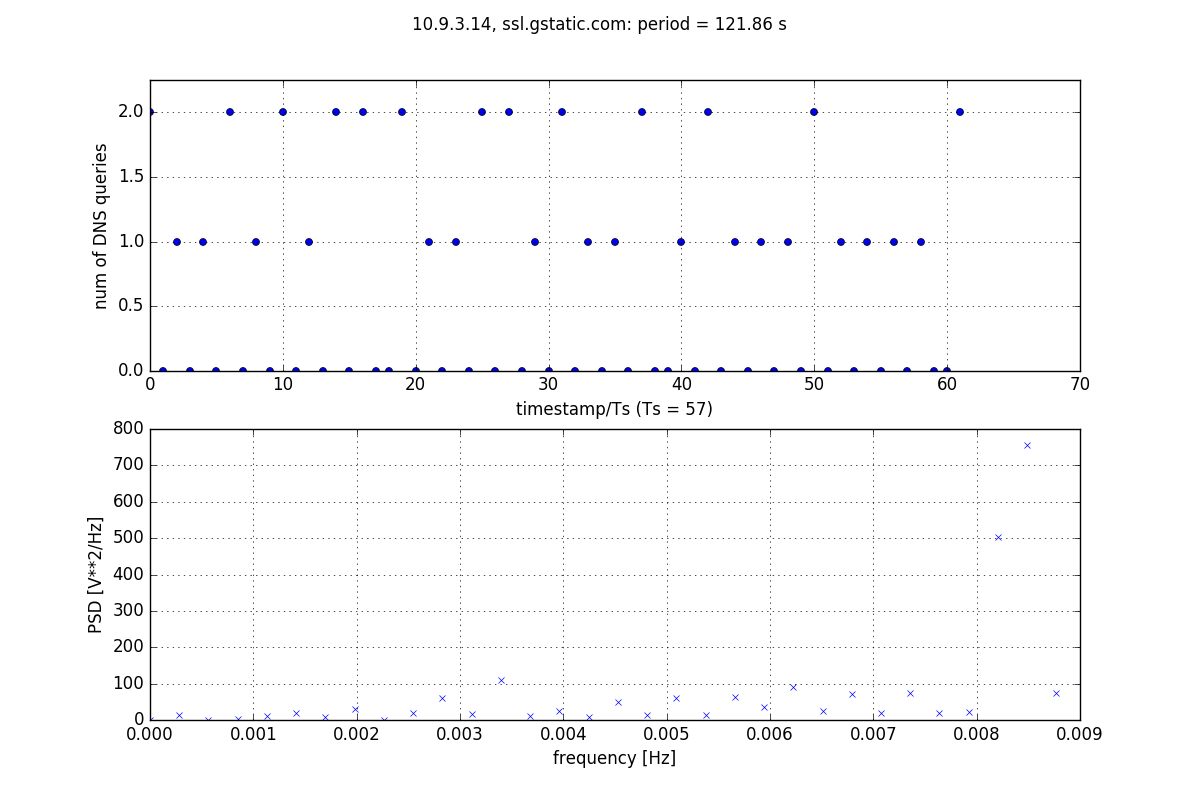 10.9.3.14, ssl.gstatic.com: period = 121.86 s
num of DNS queries
2.0
1.5
1.0
0.5
0.0
0 10 20 30 40 50 60 70
timestamp/Ts (Ts = 57)
PSD [V**2/Hz]
800
700
600
500
400
300
200
100
0
0.000 0.001 0.002 0.003 0.004 0.005 0.006 0.007 0.008 0.009
frequency [Hz]